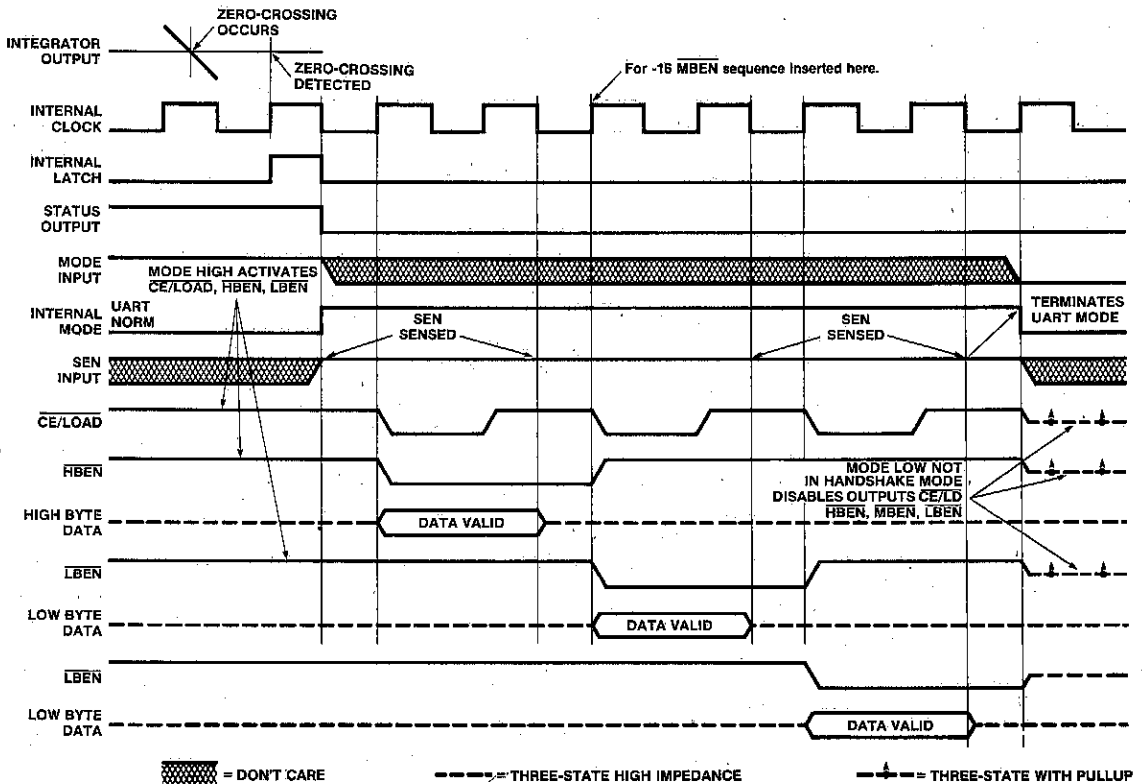 ZERO-CROSSING
OCCURS
INTEGRATOR
OUTPUT
ZERO-CROSSING
DETECTED
For -16 MBEN sequence inserted here.
INTERNAL
CLOCK
INTERNAL
LATCH
STATUS
OUTPUT
MODE
INPUT
MODE HIGH ACTIVATES
CE/LOAD, HBEN, LBEN
INTERNAL
MODE
UART
NORM
SEN
SENSED
SEN
SENSED
TERMINATES
UART MODE
SEN
INPUT
CE/LOAD
HBEN
MODE LOW NOT
IN HANDSHAKE MODE
DISABLES OUTPUTS CE/LD
HBEN, MBEN, LBEN
HIGH BYTE
DATA
DATA VALID
LBEN
LOW BYTE
DATA
DATA VALID
LBEN
LOW BYTE
DATA
DATA VALID
= DON'T CARE
= THREE-STATE HIGH IMPEDANCE
= THREE-STATE WITH PULLUP